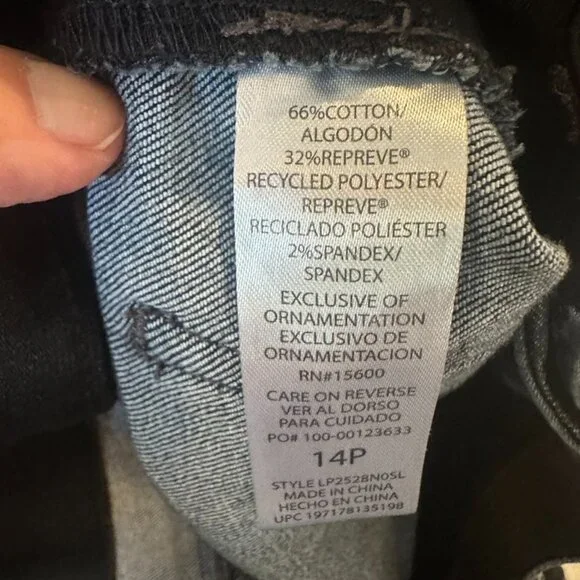 66%COTTON/
ALGODÓN
32%REPREVE®
RECYCLED POLYESTER/
REPREVE®
RECICLADO POLIÉSTER
2%SPANDEX/
SPANDEX
EXCLUSIVE OF
ORNAMENTATION
EXCLUSIVO DE
ORNAMENTACION
RN#15600
CARE ON REVERSE
VER AL DORSO
PARA CUIDADO
PO# 100-00123633
14P
STYLE LP2528N0SL
MADE IN CHINA
HECHO EN CHINA
UPC 197178135198